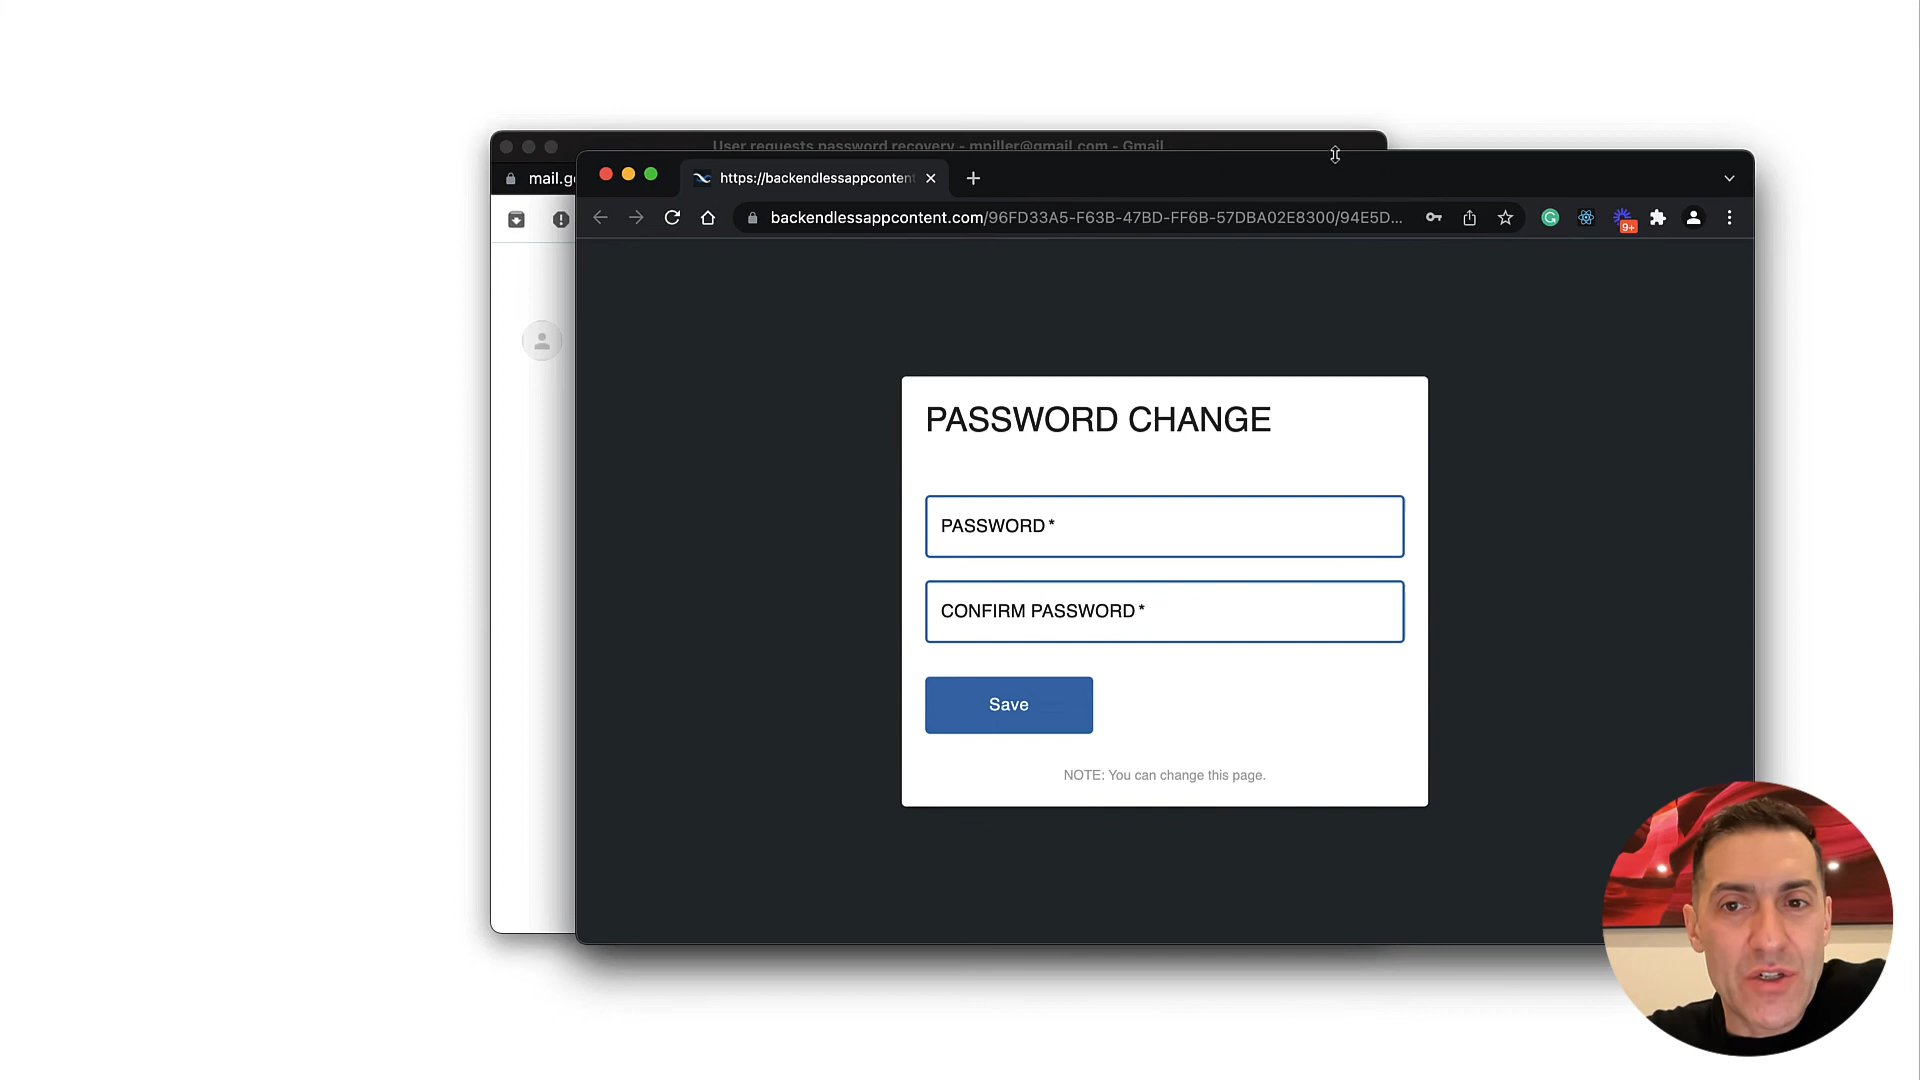 User requests password recovery - mpiller@gmail.com - Gmail
mail.g
https://backendlessappconten
backendlessappcontent.com/96FD33A5-F63B-47BD-FF6B-57DBA02E8300/94E5D...
9+
PASSWORD CHANGE
PASSWORD *
CONFIRM PASSWORD *
Save
NOTE: You can change this page.